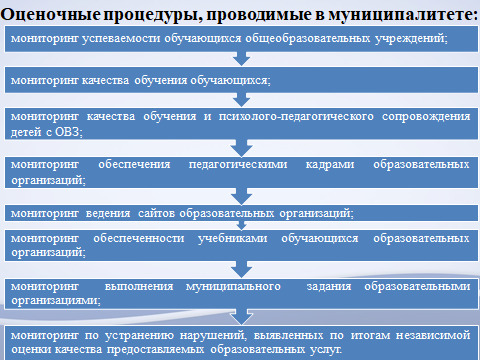 Оценочные процедуры, проводимые в муниципалитете:
мониторинг успеваемости обучающихся общеобразовательных учреждений;
мониторинг качества обучения обучающихся;
мониторинг качества обучения и психолого-педагогического сопровождения
детей с ОВЗ;
мониторинг обеспечения педагогическими кадрами образовательных
организаций;
мониторинг ведения сайтов образовательных организаций;
мониторинг обеспеченности учебниками обучающихся образовательных
организаций;
мониторинг выполнения муниципального задания образовательными
организациями;
мониторинг по устранению нарушений, выявленных по итогам независимой
оценки качества предоставляемых образовательных услуг.